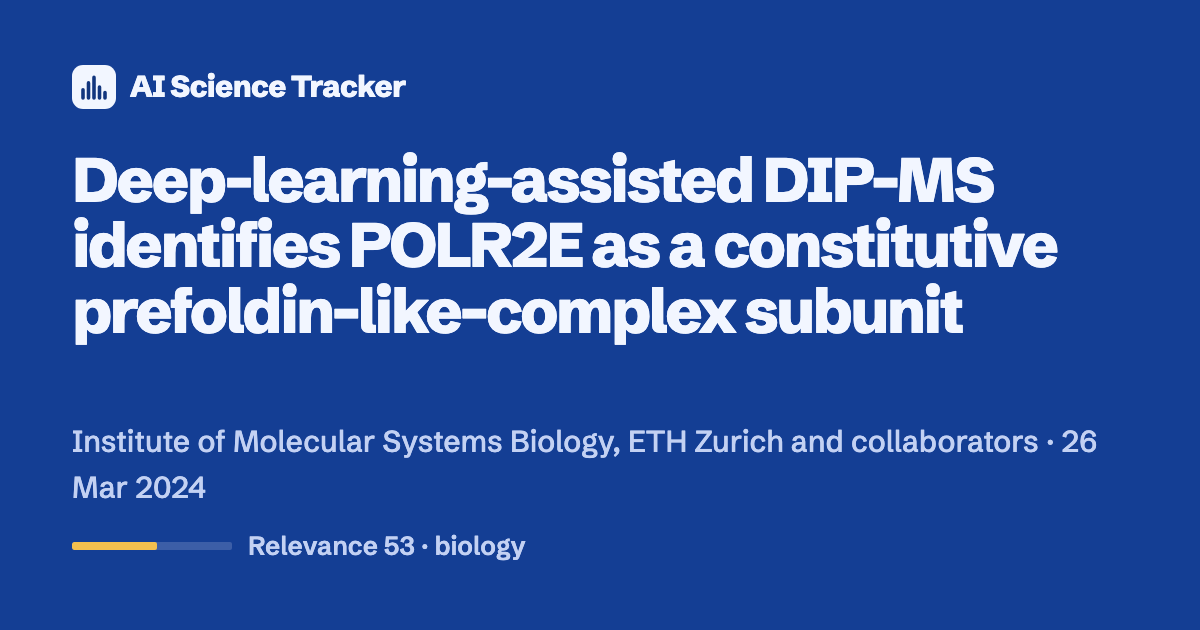 AI Science Tracker
Deep-learning-assisted DIP-MS
identifies POLR2E as a constitutive
prefoldin-like-complex subunit
Institute of Molecular Systems Biology, ETH Zurich and collaborators · 26
Mar 2024
Relevance 53 · biology